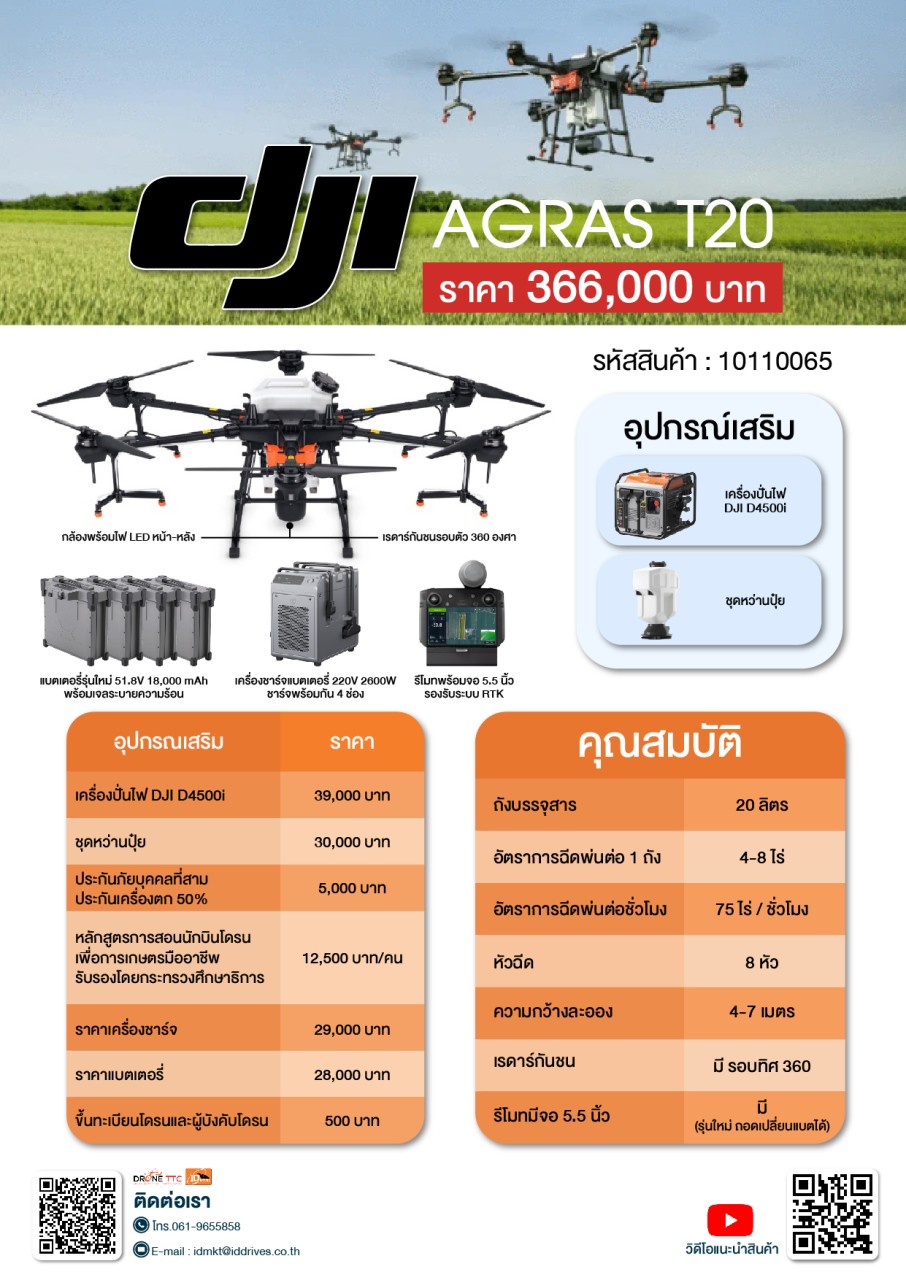 dji
AGRAS T20
ราคา 366,000 บาท
รหัสสินค้า : 10110065
อุปกรณ์เสริม
เครื่องปั่นไฟ
DJI D4500i
ชุดหว่านปุ๋ย
กล้องพร้อมไฟ LED หน้า-หลัง
เรดาร์กันชนรอบตัว 360 องศา
แบตเตอรี่รุ่นใหม่ 51.8V 18,000 mAh
พร้อมเจลระบายความร้อน
เครื่องชาร์จแบตเตอรี่ 220V 2600W
ชาร์จพร้อมกัน 4 ช่อง
รีโมทพร้อมจอ 5.5 นิ้ว
รองรับระบบ RTK
อุปกรณเสริม ราคา
เครื่องปั่นไฟ DJI D4500i 39,000 บาท
ชุดหว่านปุ๋ย 30,000 บาท
ประกันภัยบุคคลที่สาม
ประกันเครื่องตก 50% 5,000 บาท
หลักสูตรการสอนนักบินโดรน
เพื่อการเกษตรมืออาชีพ 12,500 บาท/คน
รับรองโดยกระทรวงศึกษาธิการ
ราคาเครื่องชาร์จ 29,000 บาท
ราคาแบตเตอรี่ 28,000 บาท
ขึ้นทะเบียนโดรนและผู้บังคับโดรน 500 บาท
คุณสมบัติ
ถังบรรจุสาร 20 ลิตร
อัตราการฉีดพ่นต่อ 1 ถัง 4-8 ไร่
อัตราการฉีดพ่นต่อชั่วโมง 75 ไร่ / ชั่วโมง
หัวฉีด 8 หัว
ความกว้างละออง 4-7 เมตร
เรดาร์กันชน มี รอบทิศ 360
รีโมทมีจอ 5.5 นิ้ว มี
(รุ่นใหม่ ถอดเปลี่ยนแบตได้)
DRONE TTC
ติดต่อเรา
โทร.061-9655858
E-mail : idmkt@iddrives.co.th
วิดีโอแนะนำสินค้า